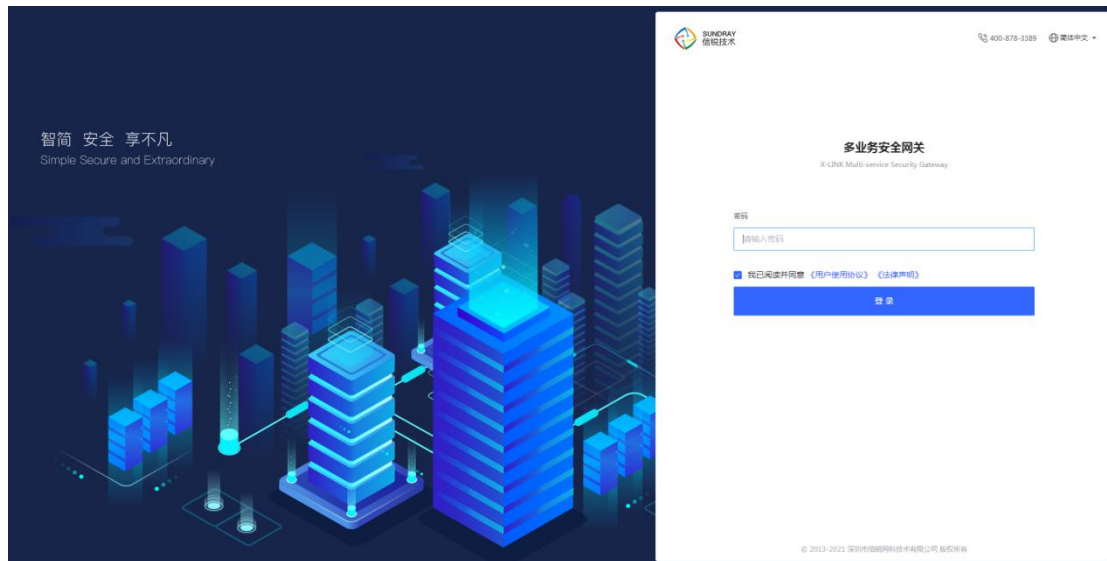 智简 安全 享不凡
Simple Secure and Extraordinary
SUNDRAY
信锐技术
400-878-3389 简体中文
多业务安全网关
X-LINK Multi-service Security Gateway
密码
请输入密码
我已阅读并同意 《用户使用协议》 《法律声明》
登录
© 2013-2021 深圳市信锐网科技术有限公司 版权所有